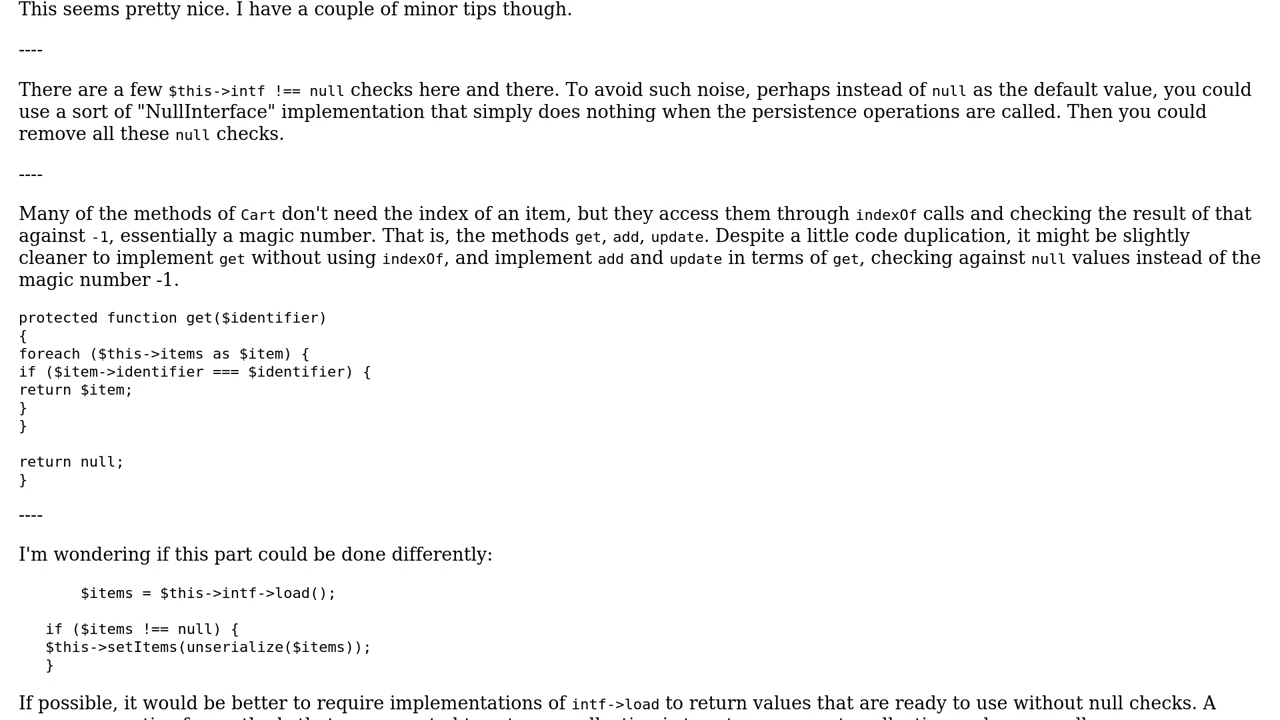 This seems pretty nice. I have a couple of minor tips though.
----
There are a few $this->intf !== null checks here and there. To avoid such noise, perhaps instead of null as the default value, you could
use a sort of "NullInterface" implementation that simply does nothing when the persistence operations are called. Then you could
remove all these null checks.
----
Many of the methods of Cart don't need the index of an item, but they access them through indexOf calls and checking the result of that
against -1, essentially a magic number. That is, the methods get, add, update. Despite a little code duplication, it might be slightly
cleaner to implement get without using indexOf, and implement add and update in terms of get, checking against null values instead of the
magic number -1.
protected function get($identifier)
{
foreach ($this->items as $item) {
if ($item->identifier === $identifier) {
return $item;
}
}
return null;
}
----
I'm wondering if this part could be done differently:
$items = $this->intf->load();
if ($items !== null) {
$this->setItems(unserialize($items));
}
If possible, it would be better to require implementations of intf->load to return values that are ready to use without null checks. A